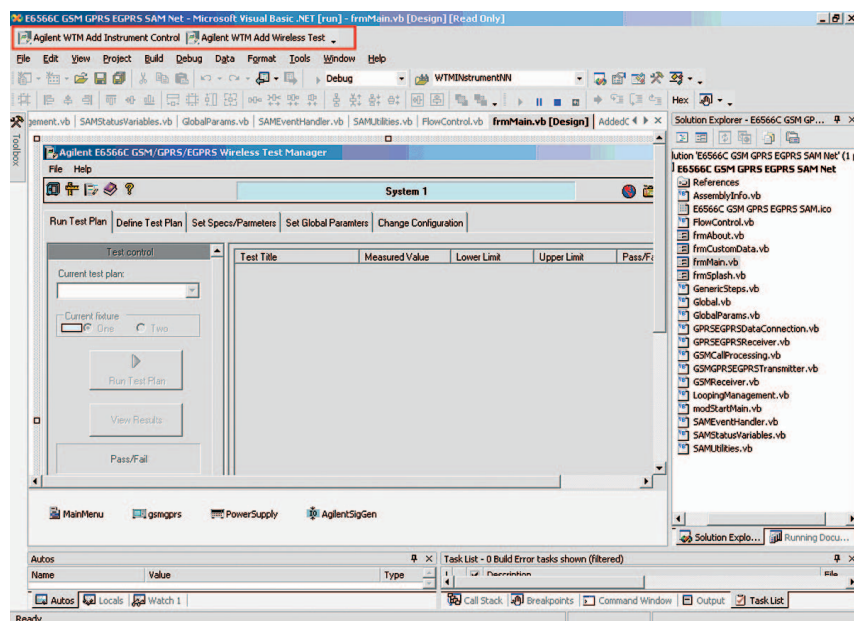 E6566C GSM GPRS EGPRS SAM Net - Microsoft Visual Basic .NET [run] - frmMain.vb [Design] [Read Only]
Agilent WTM Add Instrument Control Agilent WTM Add Wireless Test
File Edit View Project Build Debug Data Format Tools Window Help
Debug WTMINstrumentNN
Hex
gement.vb SAMStatusVariables.vb GlobalParams.vb SAMEventHandler.vb SAMUtilities.vb FlowControl.vb frmMain.vb [Design] AddedC
Toolbox
Agilent E6566C GSM/GPRS/EGPRS Wireless Test Manager
File Help
System 1
Run Test Plan Define Test Plan Set Specs/Parmeters Set Global Paramters Change Configuration
Test control
Current test plan:
Current fixture
One Two
Run Test Plan
View Results
Pass/Fail
Test Title Measured Value Lower Limit Upper Limit Pass/Fa
MainMenu gsmgprs PowerSupply AgilentSigGen
Solution Explorer - E6566C GSM GP...
lution 'E6566C GSM GPRS EGPRS SAM Net' (1
E6566C GSM GPRS EGPRS SAM Net
References
AssemblyInfo.vb
E6566C GSM GPRS EGPRS SAM.ico
FlowControl.vb
frmAbout.vb
frmCustomData.vb
frmMain.vb
frmSplash.vb
GenericSteps.vb
Global.vb
GlobalParams.vb
GPRSEGPRSDataConnection.vb
GPRSEGPRSReceiver.vb
GSMCallProcessing.vb
GSMGPRSEGPRSTransmitter.vb
GSMReceiver.vb
LoopingManagement.vb
modStartMain.vb
SAMEventHandler.vb
SAMStatusVariables.vb
SAMUtilities.vb
Solution Explo... Running Docu...
Autos
Name Value Type
Autos Locals Watch 1
Task List - 0 Build Error tasks shown (filtered)
! Description File
Call Stack Breakpoints Command Window Output Task List
Ready